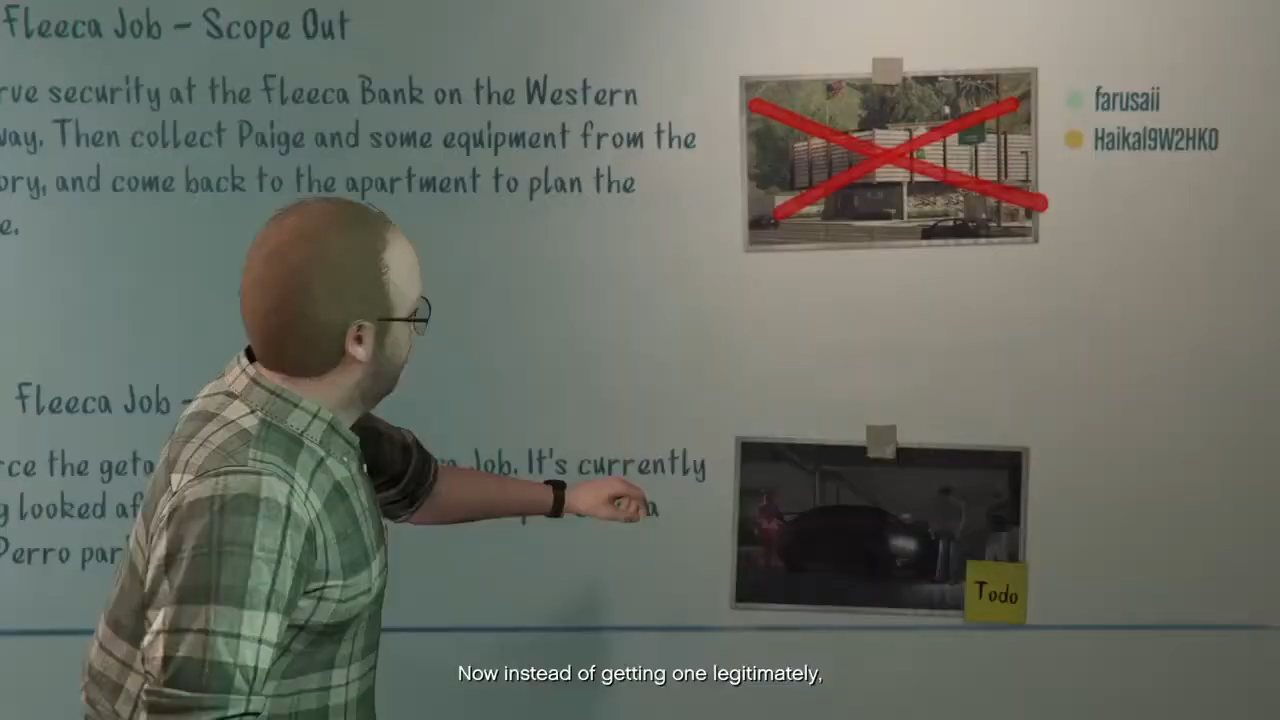 Fleeca Job - Scope Out
rve security at the Fleeca Bank on the Western
way. Then collect Paige and some equipment from the
ory, and come back to the apartment to plan the
e.
farusaii
Haikal9W2HKO
Fleeca Job -
rce the geta Job. It's currently
g looked af a
Perro par
Todo
Now instead of getting one legitimately,